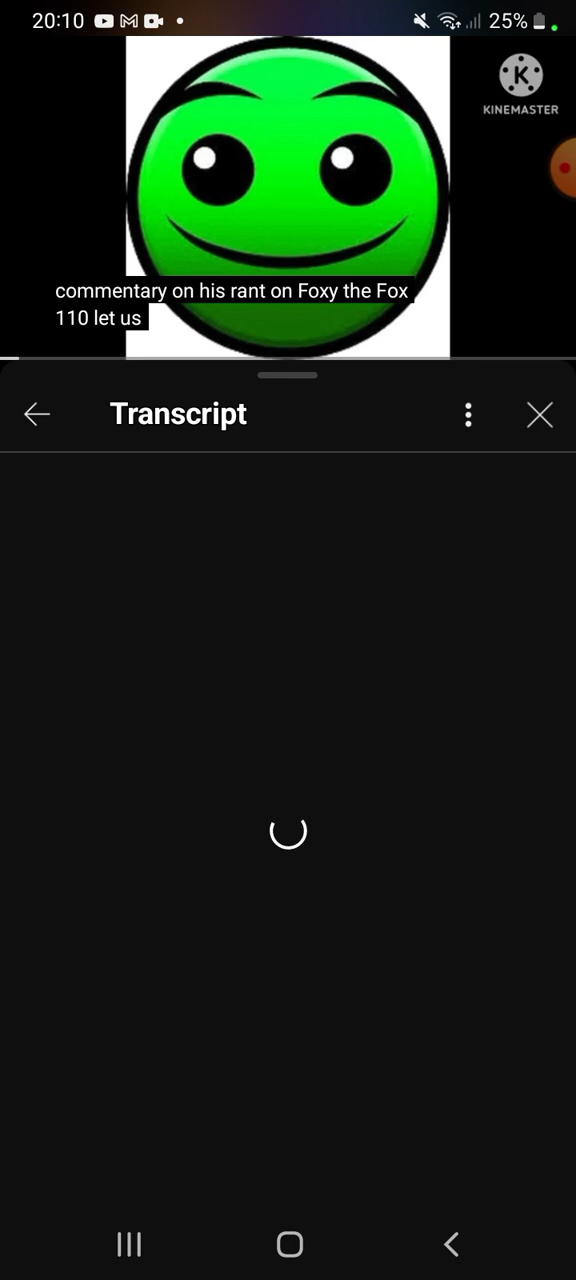 20:10
25%
K
KINEMASTER
commentary on his rant on Foxy the Fox
110 let us
Transcript